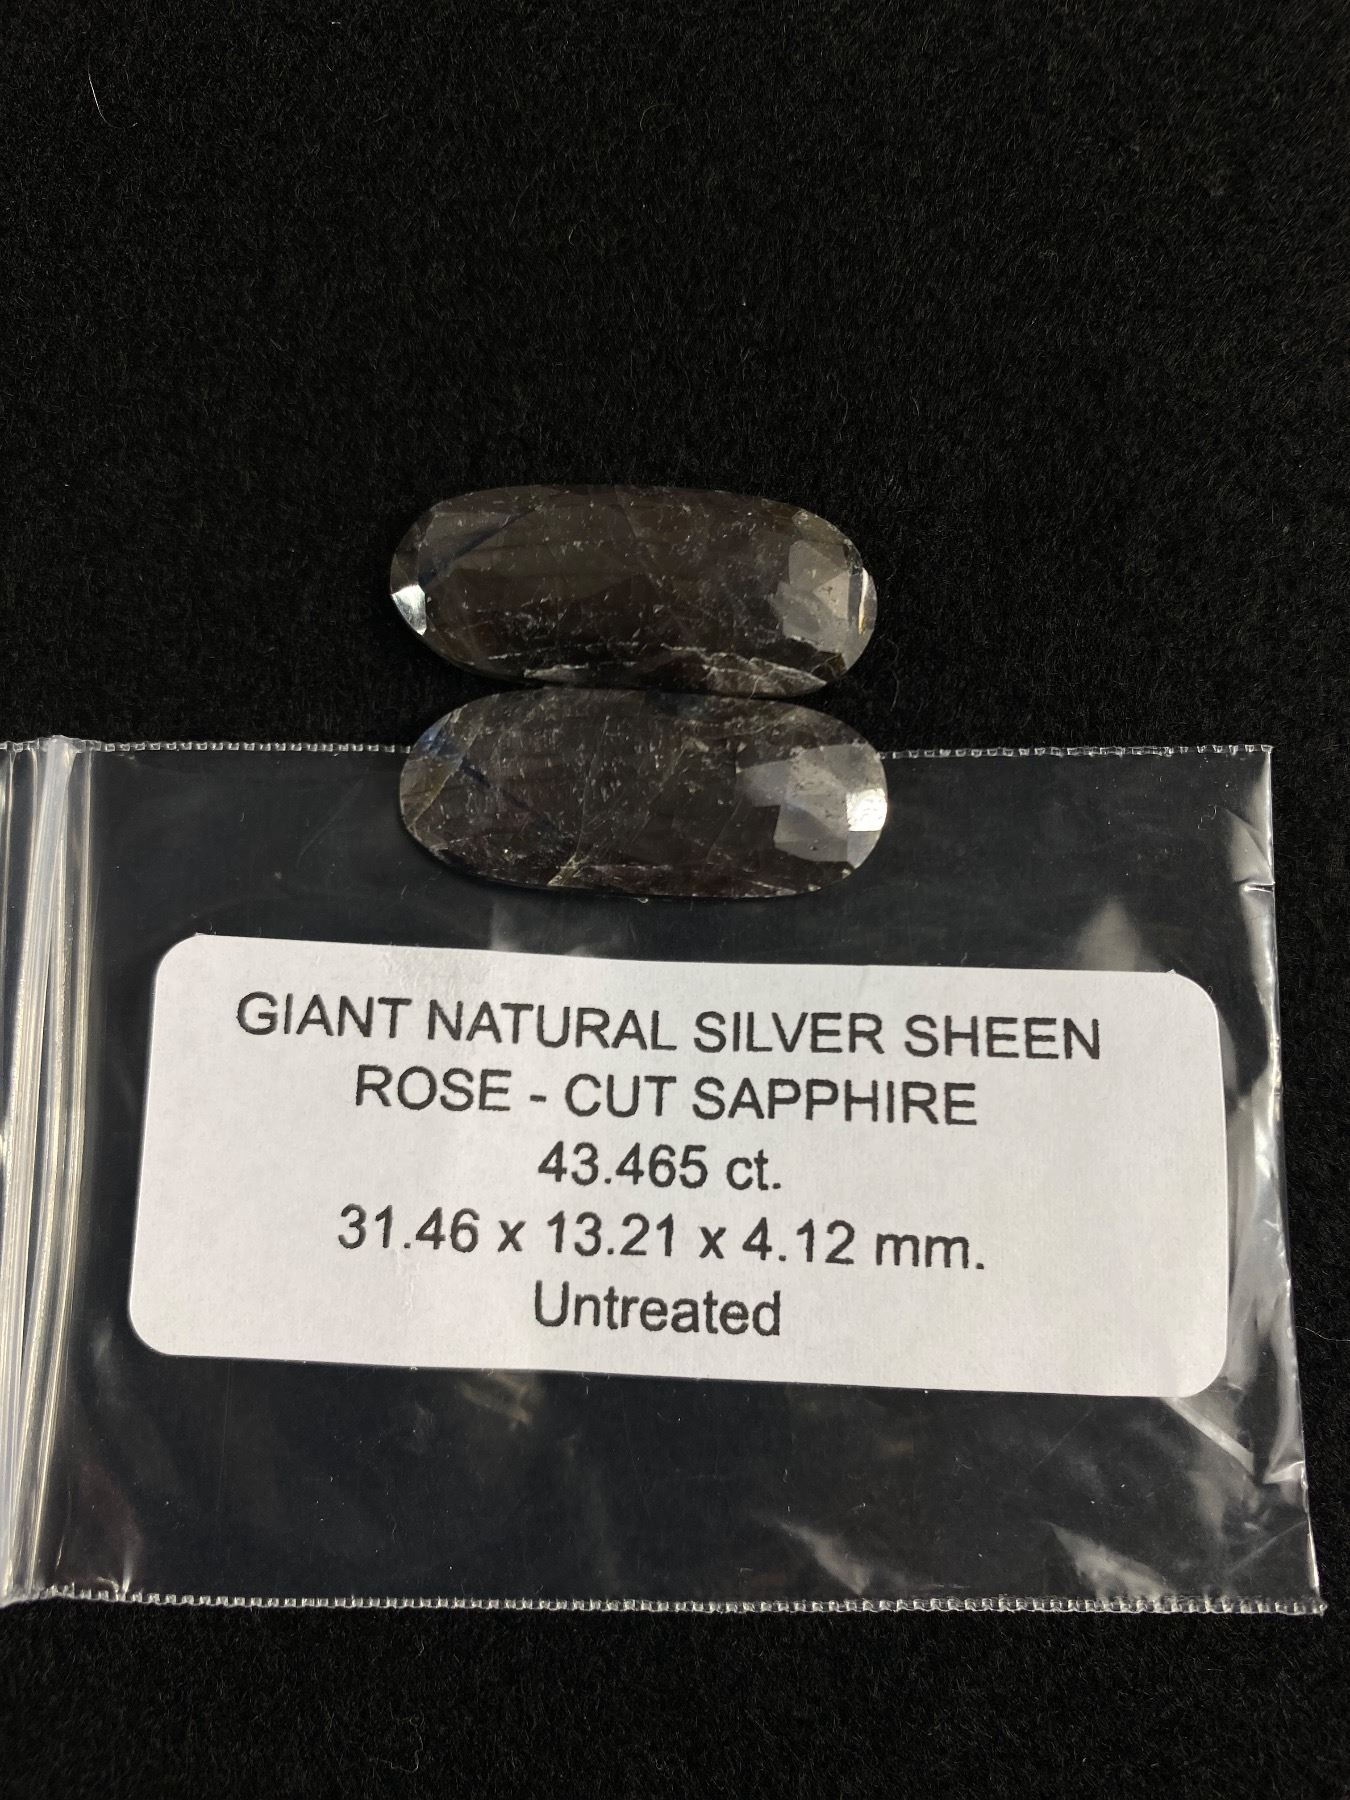 GIANT NATURAL SILVER SHEEN
ROSE - CUT SAPPHIRE
43.465 ct.
31.46 x 13.21 x 4.12 mm.
Untreated